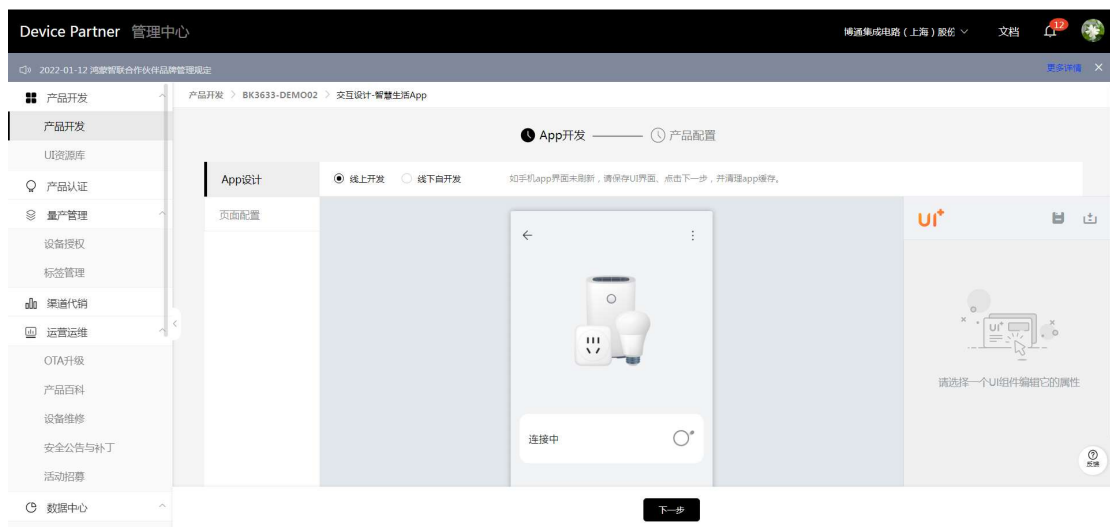 Device Partner 管理中心
博通集成电路（上海）股份
文档
12
2022-01-12 鸿蒙智联合作伙伴品牌管理规定
更多详情
产品开发
产品开发 > BK3633-DEMO02 > 交互设计-智慧生活App
产品开发
App开发
产品配置
UI资源库
App设计
线上开发
线下自开发
如手机app界面未刷新，请保存UI界面，点击下一步，并清理app缓存。
产品认证
量产管理
页面配置
UI+
设备授权
标签管理
渠道代销
运营运维
UI+
OTA升级
产品百科
请选择一个UI组件编辑它的属性
设备维修
连接中
安全公告与补丁
反馈
活动招募
数据中心
下一步